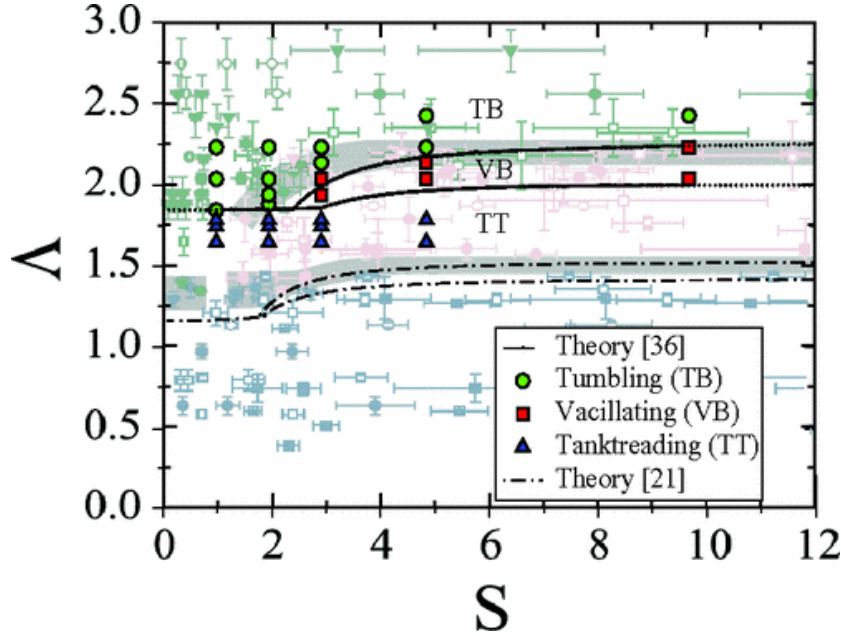 3.0
2.5
2.0
1.5
1.0
0.5
0.0
Λ
TB
VB
TT
Theory [36]
Tumbling (TB)
Vacillating (VB)
Tanktreading (TT)
Theory [21]
0 2 4 6 8 10 12
S